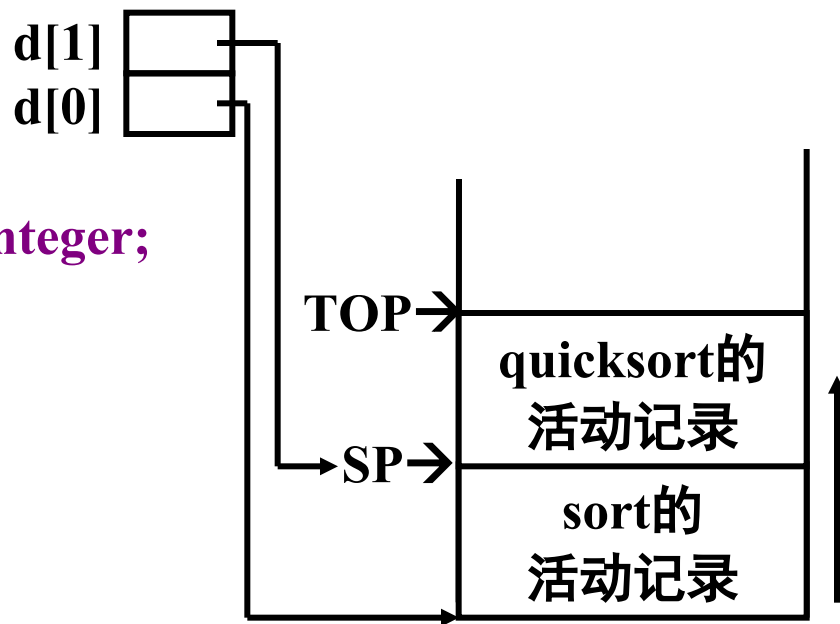 d[1]
d[0]
nteger;
TOP
quicksort的
活动记录
SP
sort的
活动记录